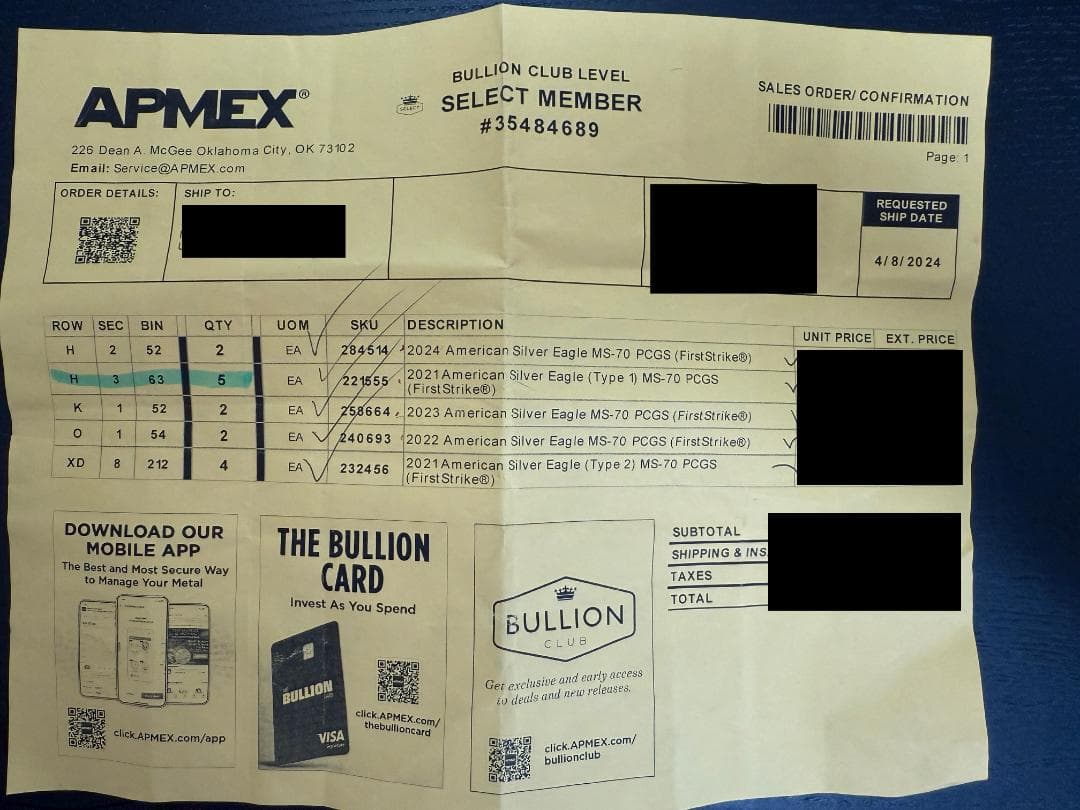 APMEX®
226 Dean A. McGee Oklahoma City, OK 73102
Email: Service@APMEX.com
SELECT
BULLION CLUB LEVEL
SELECT MEMBER
#35484689
SALES ORDER/ CONFIRMATION
Page: 1
ORDER DETAILS:
SHIP TO:
REQUESTED
SHIP DATE
4/8/2024
ROW SEC BIN QTY UOM SKU DESCRIPTION UNIT PRICE EXT. PRICE
H 2 52 2 EA 284514 2024 American Silver Eagle MS-70 PCGS (FirstStrike®)
H 3 63 5 EA 221555 2021 American Silver Eagle (Type 1) MS-70 PCGS
(FirstStrike®)
K 1 52 2 EA 258664 2023 American Silver Eagle MS-70 PCGS (FirstStrike®)
O 1 54 2 EA 240693 2022 American Silver Eagle MS-70 PCGS (FirstStrike®)
XD 8 212 4 EA 232456 2021 American Silver Eagle (Type 2) MS-70 PCGS
(FirstStrike®)
DOWNLOAD OUR
MOBILE APP
The Best and Most Secure Way
to Manage Your Metal
click.APMEX.com/app
THE BULLION
CARD
Invest As You Spend
THE
BULLION
VISA
Signature
click.APMEX.com/
thebullioncard
BULLION
CLUB
Get exclusive and early access
to deals and new releases.
click.APMEX.com/
bullionclub
SUBTOTAL
SHIPPING & INS
TAXES
TOTAL